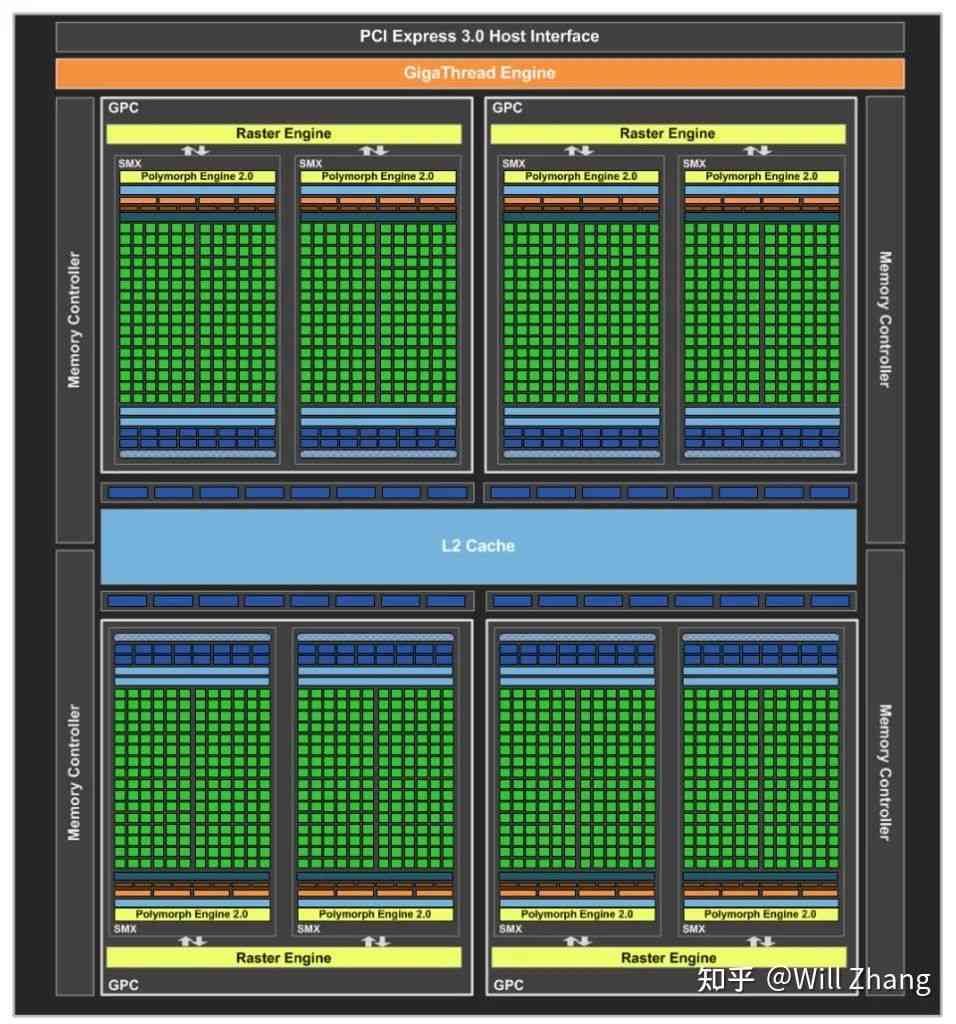 PCI Express 3.0 Host Interface
GigaThread Engine
GPC
GPC
Raster Engine
Raster Engine
SMX
SMX
SMX
SMX
Polymorph Engine 2.0
Polymorph Engine 2.0
Polymorph Engine 2.0
Polymorph Engine 2.0
Memory Controller
Memory Controller
L2 Cache
Memory Controller
Memory Controller
Polymorph Engine 2.0
Polymorph Engine 2.0
Polymorph Engine 2.0
Polymorph Engine 2.0
SMX
SMX
SMX
SMX
Raster Engine
Raster Engine
GPC
GPC
知乎 @Will Zhang